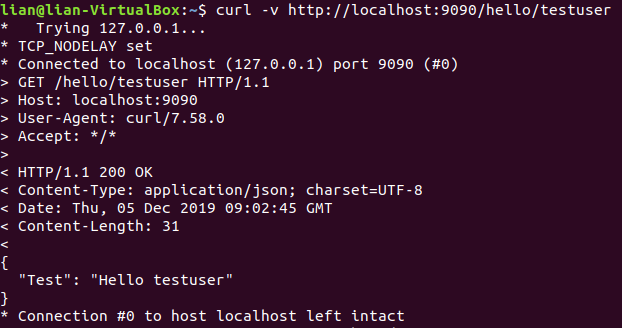 lian@lian-VirtualBox:~$ curl -v http://localhost:9090/hello/testuser
*   Trying 127.0.0.1...
* TCP_NODELAY set
* Connected to localhost (127.0.0.1) port 9090 (#0)
> GET /hello/testuser HTTP/1.1
> Host: localhost:9090
> User-Agent: curl/7.58.0
> Accept: */*
>
< HTTP/1.1 200 OK
< Content-Type: application/json; charset=UTF-8
< Date: Thu, 05 Dec 2019 09:02:45 GMT
< Content-Length: 31
<
{
  "Test": "Hello testuser"
}
* Connection #0 to host localhost left intact